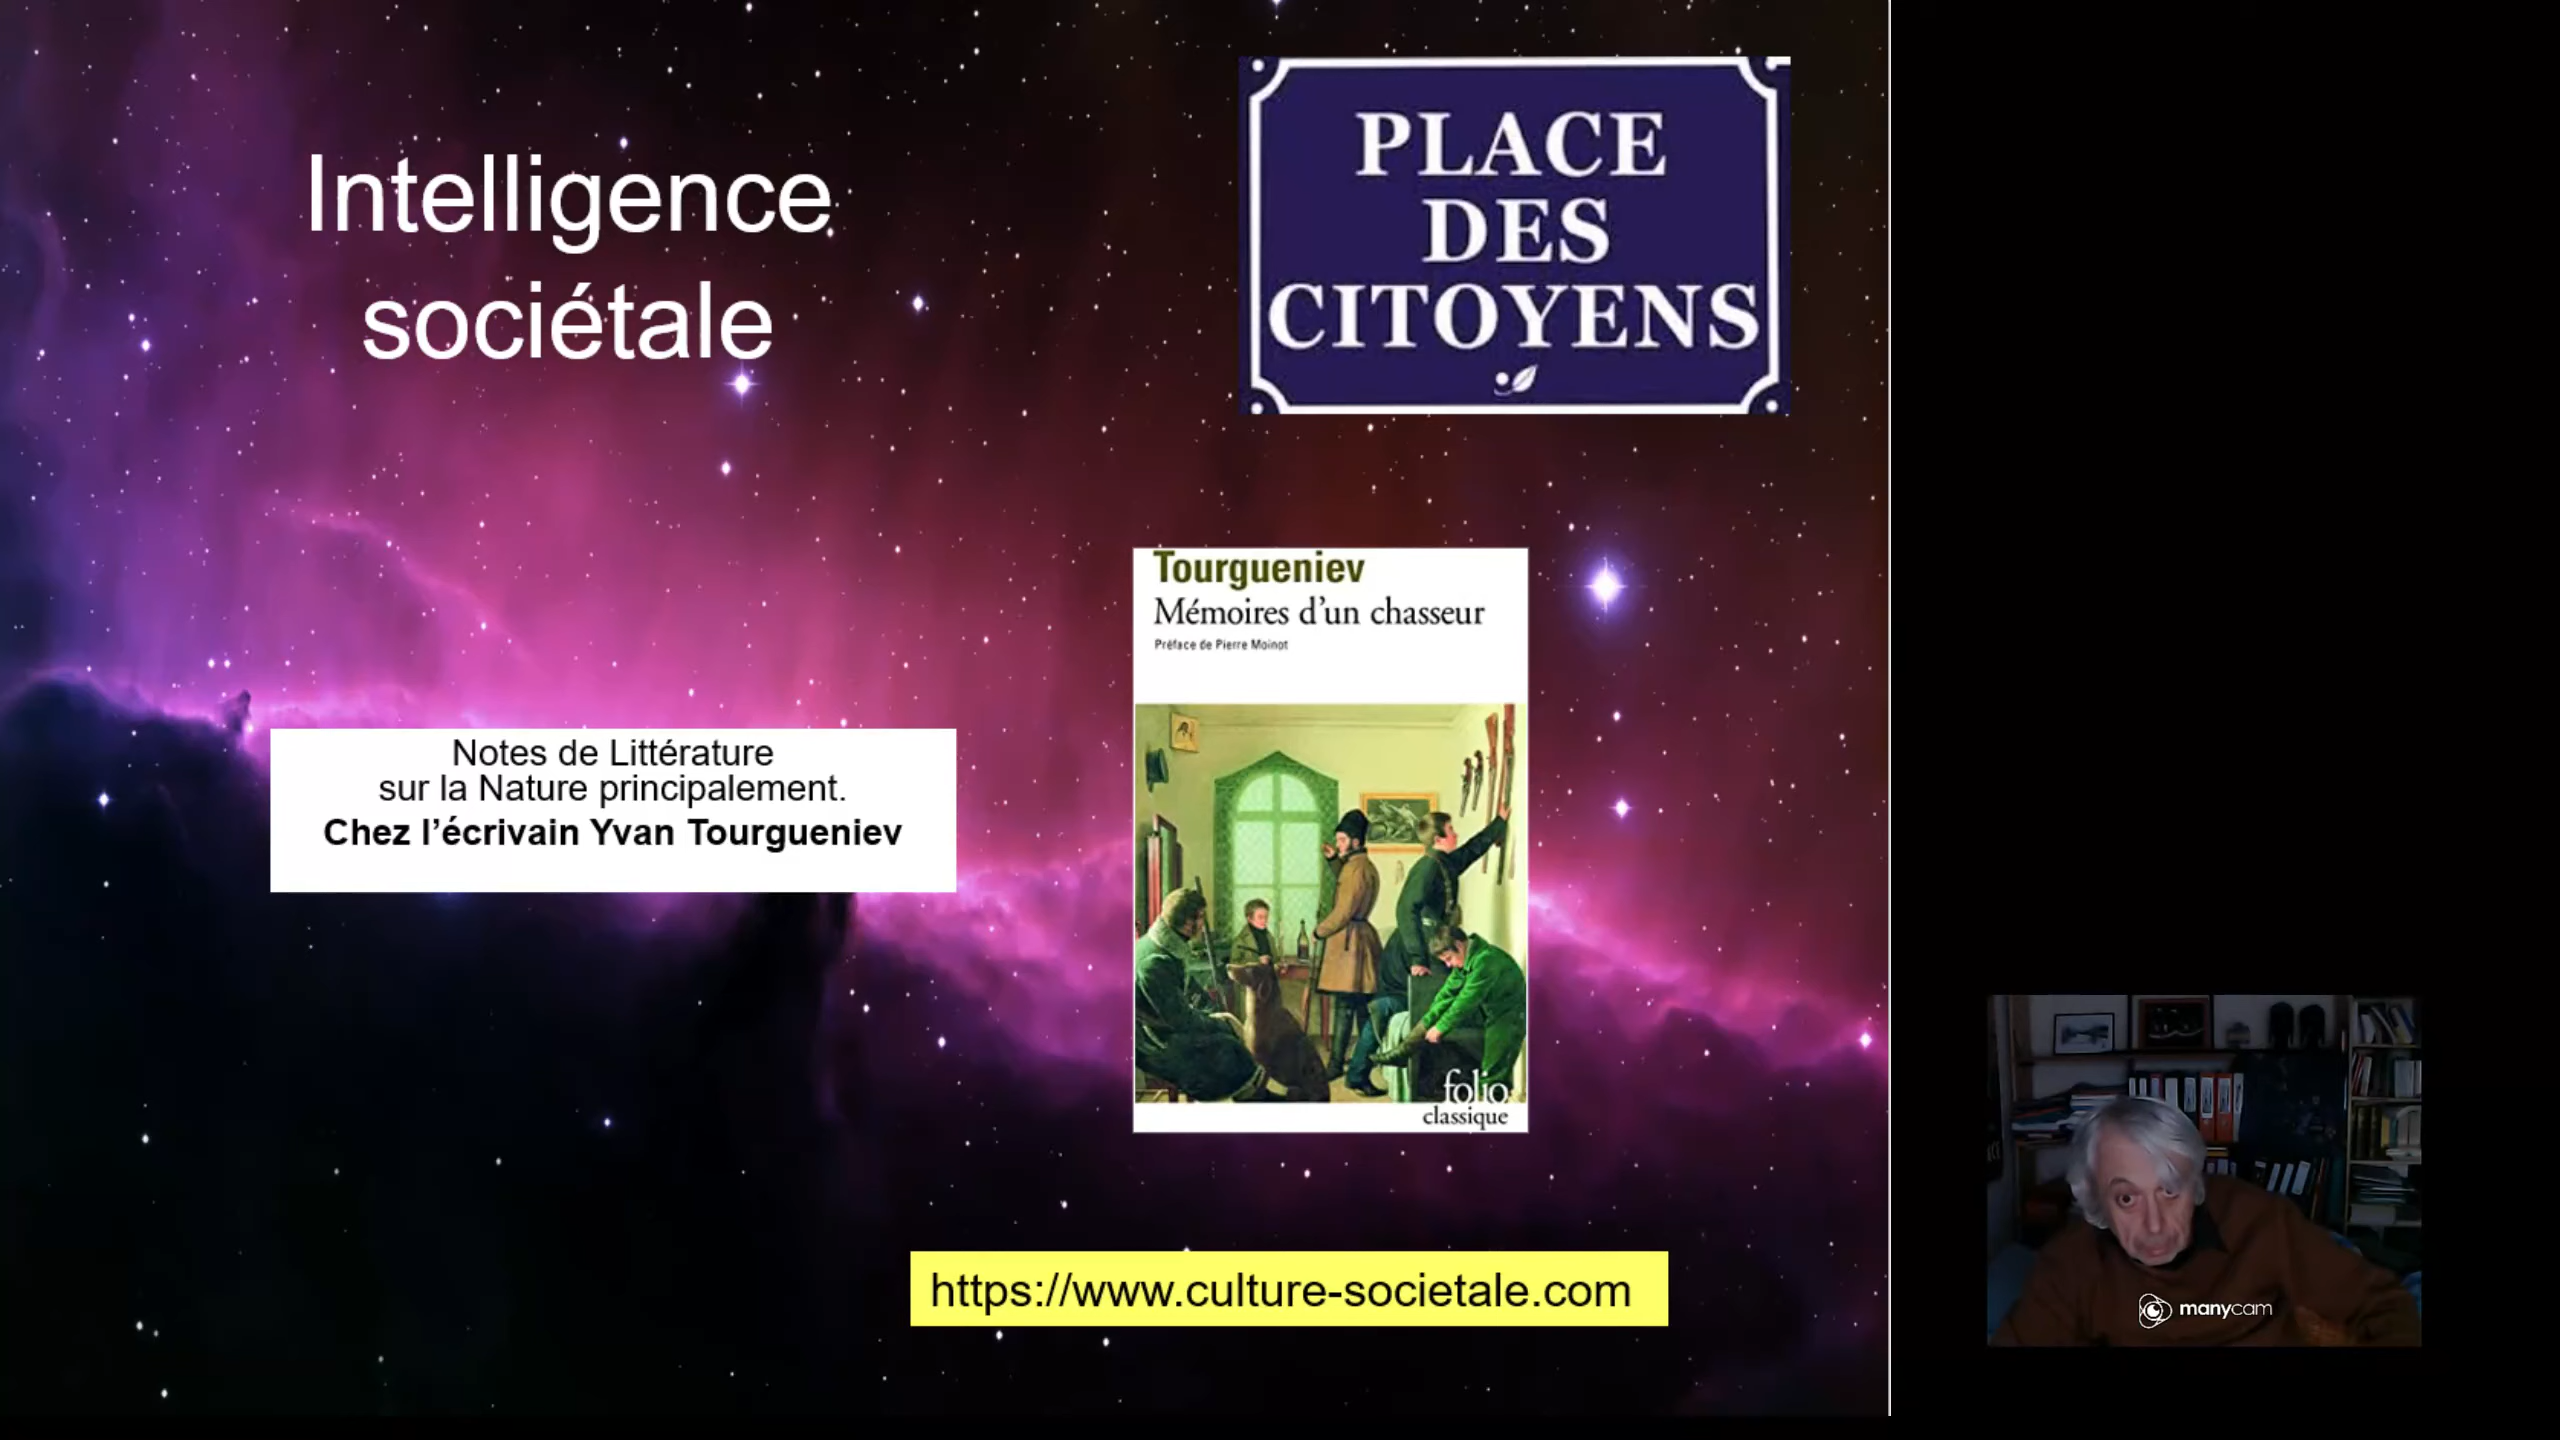 Intelligence
sociétale
PLACE
DES
CITOYENS
Tourgueniev
Mémoires d'un chasseur
Préface de Pierre Moinot
folio
classique
Notes de Littérature
sur la Nature principalement.
Chez l'écrivain Yvan Tourgueniev
https://www.culture-societale.com
manycam